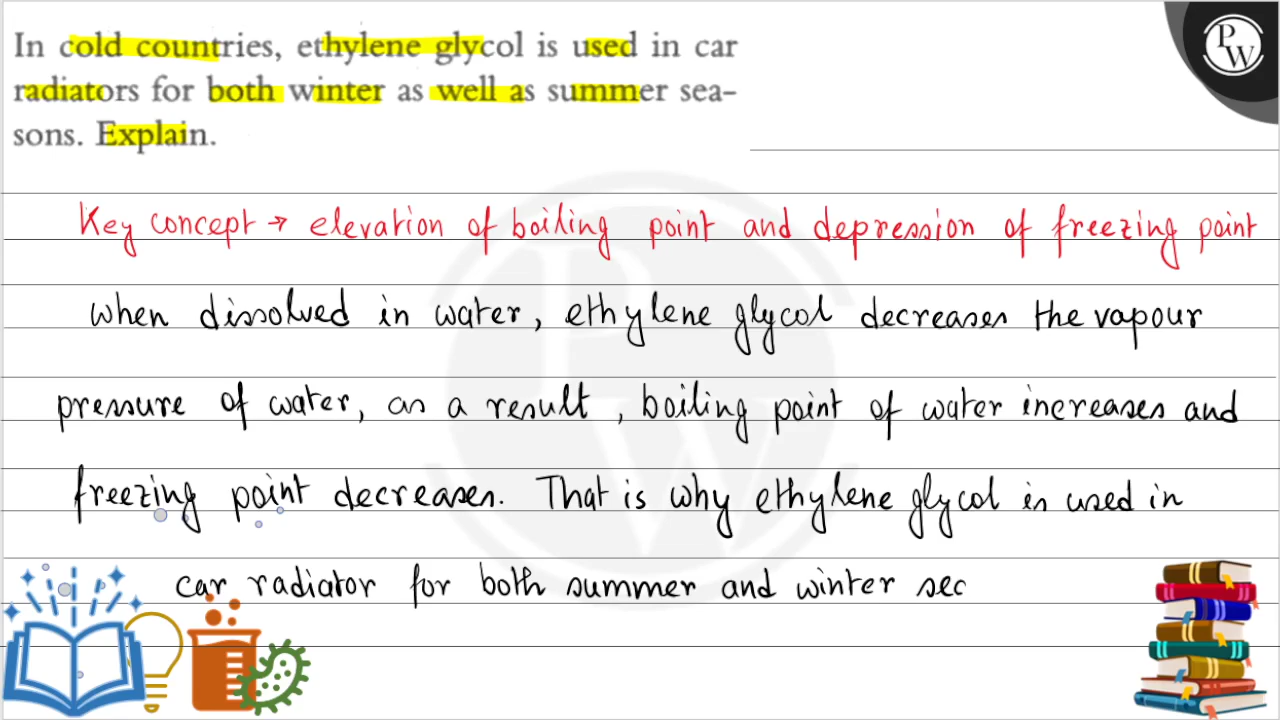 In cold countries, ethylene glycol is used in car
radiators for both winter as well as summer sea-
sons. Explain.
PW
Key concept → elevation of boiling point and depression of freezing point
when dissolved in water, ethylene glycol decreases the vapour
pressure of water, as a result, boiling point of water increases and
freezing point decreases. That is why ethylene glycol is used in
car radiator for both summer and winter sec
PW